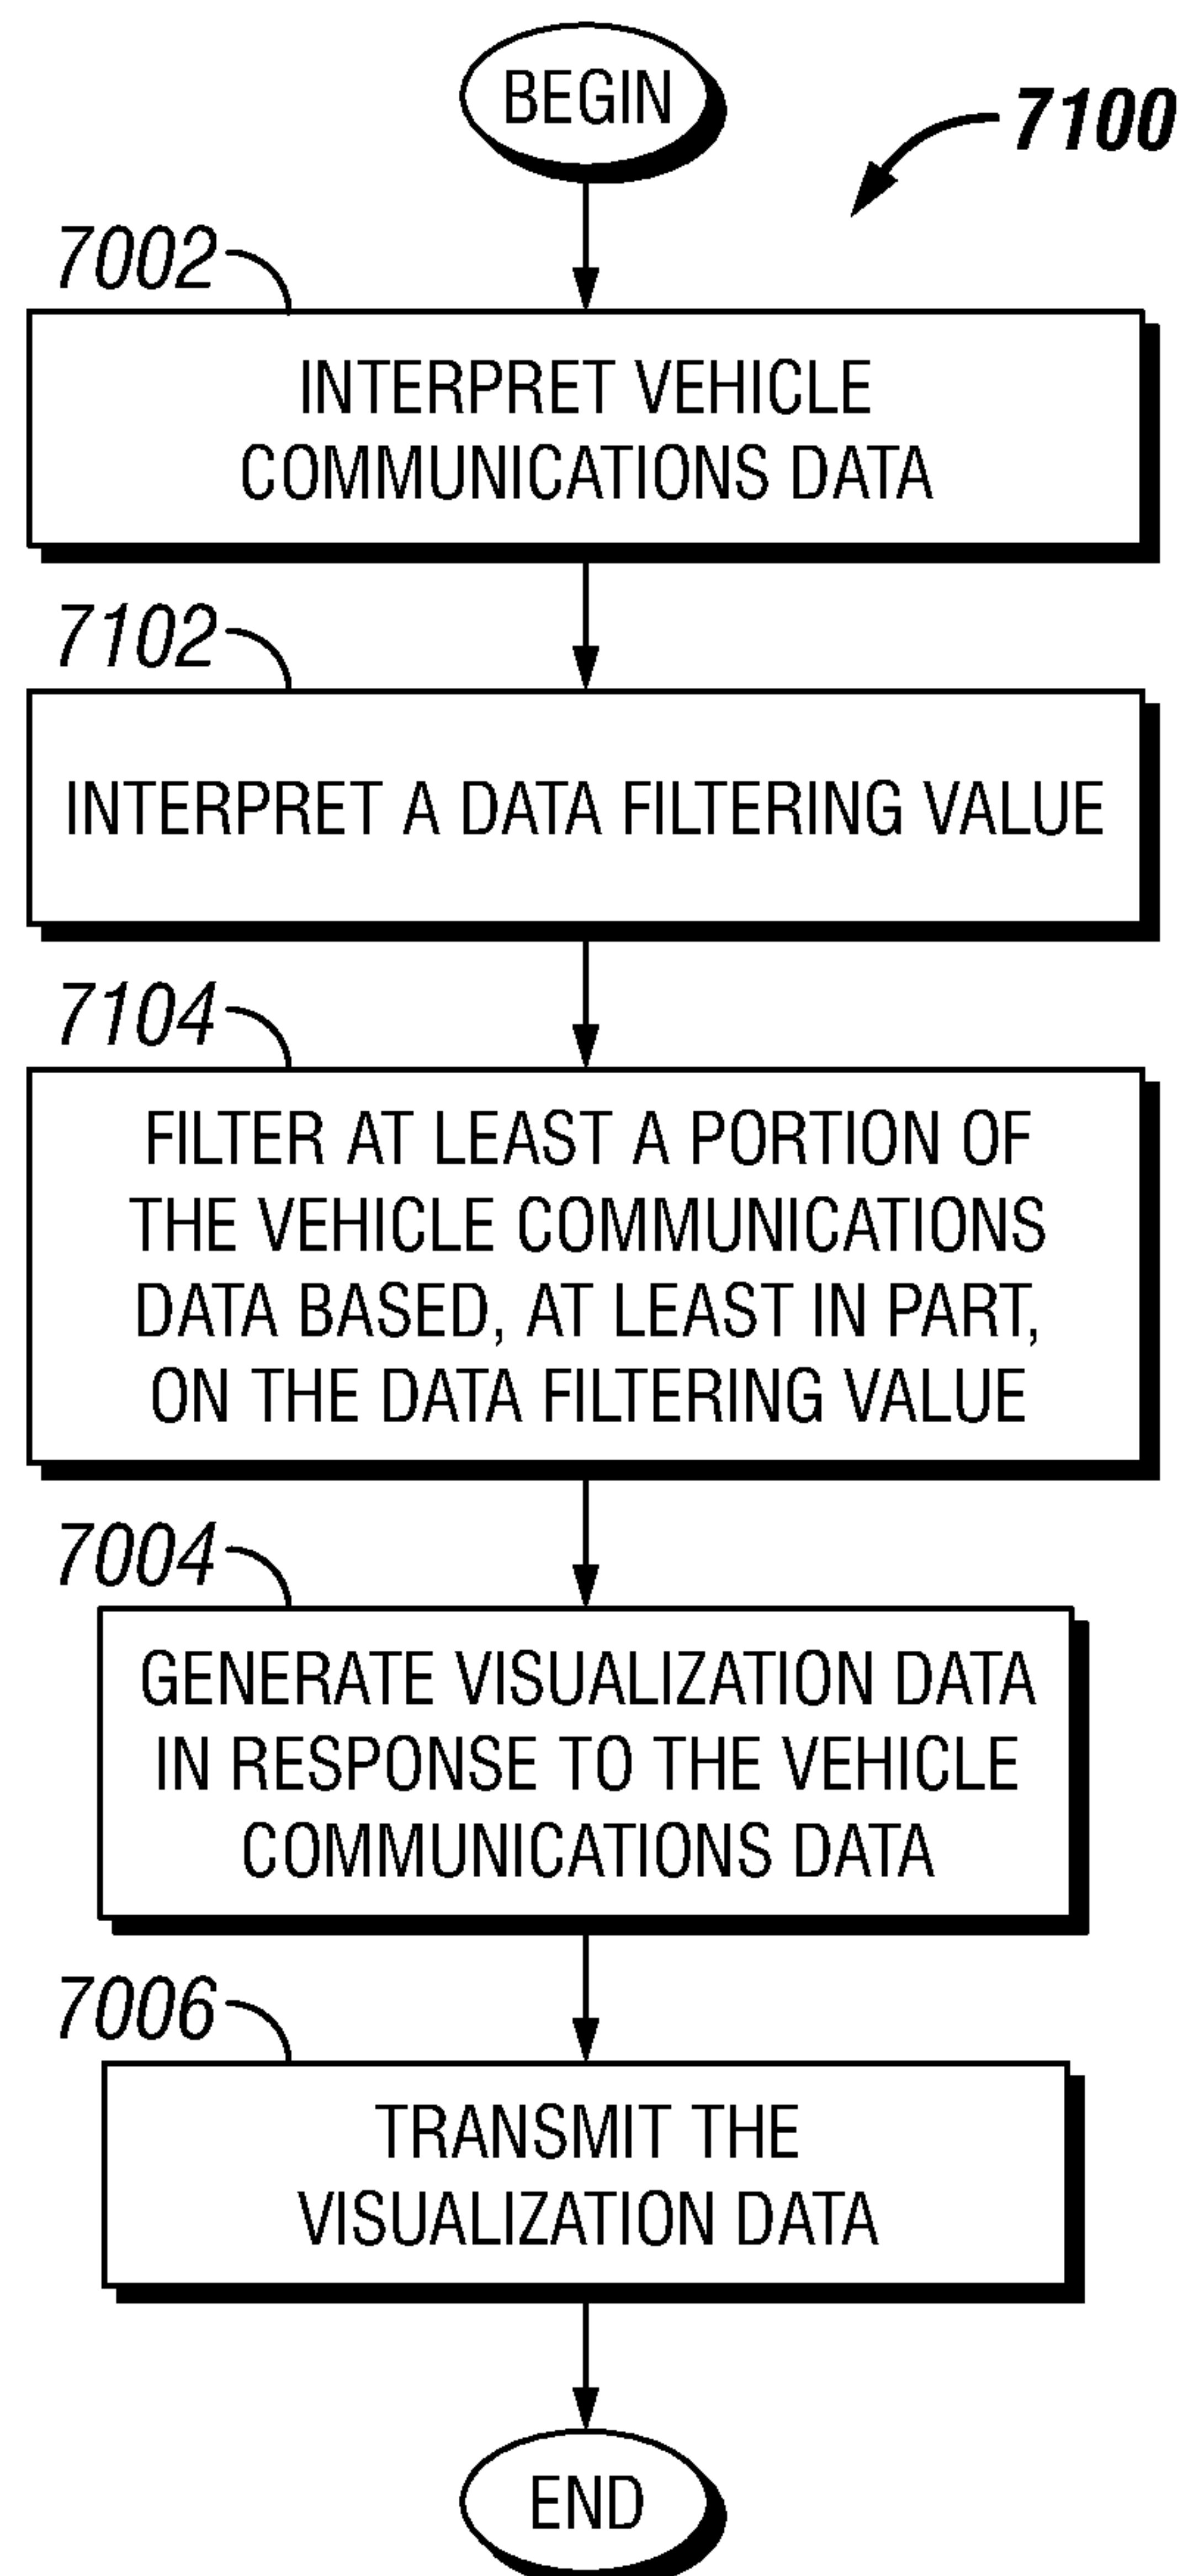 BEGIN
7100
7002
INTERPRET VEHICLE
COMMUNICATIONS DATA
7102
INTERPRET A DATA FILTERING VALUE
7104
FILTER AT LEAST A PORTION OF
THE VEHICLE COMMUNICATIONS
DATA BASED, AT LEAST IN PART,
ON THE DATA FILTERING VALUE
7004
GENERATE VISUALIZATION DATA
IN RESPONSE TO THE VEHICLE
COMMUNICATIONS DATA
7006
TRANSMIT THE
VISUALIZATION DATA
END